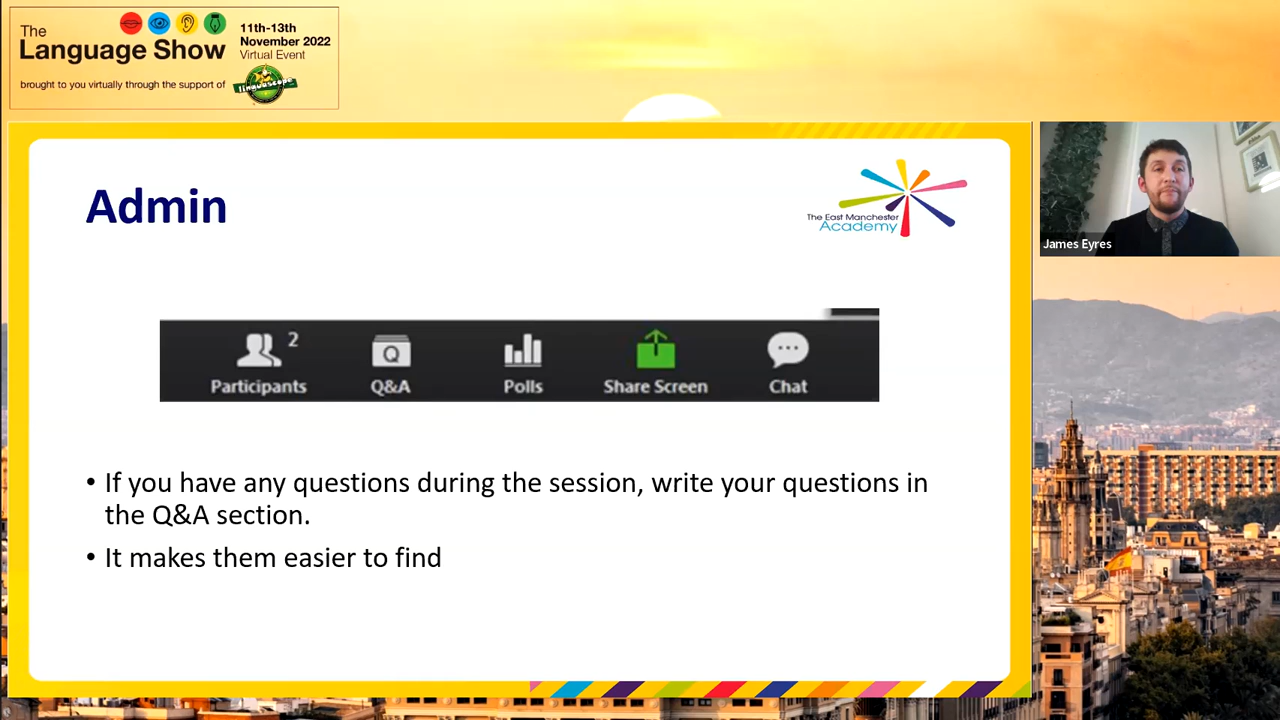 The
Language Show
11th-13th
November 2022
Virtual Event
brought to you virtually through the support of
linguascope
Admin
The East Manchester
Academy
2
Participants
Q
Q&A
Polls
Share Screen
Chat
• If you have any questions during the session, write your questions in
the Q&A section.
• It makes them easier to find
James Eyres